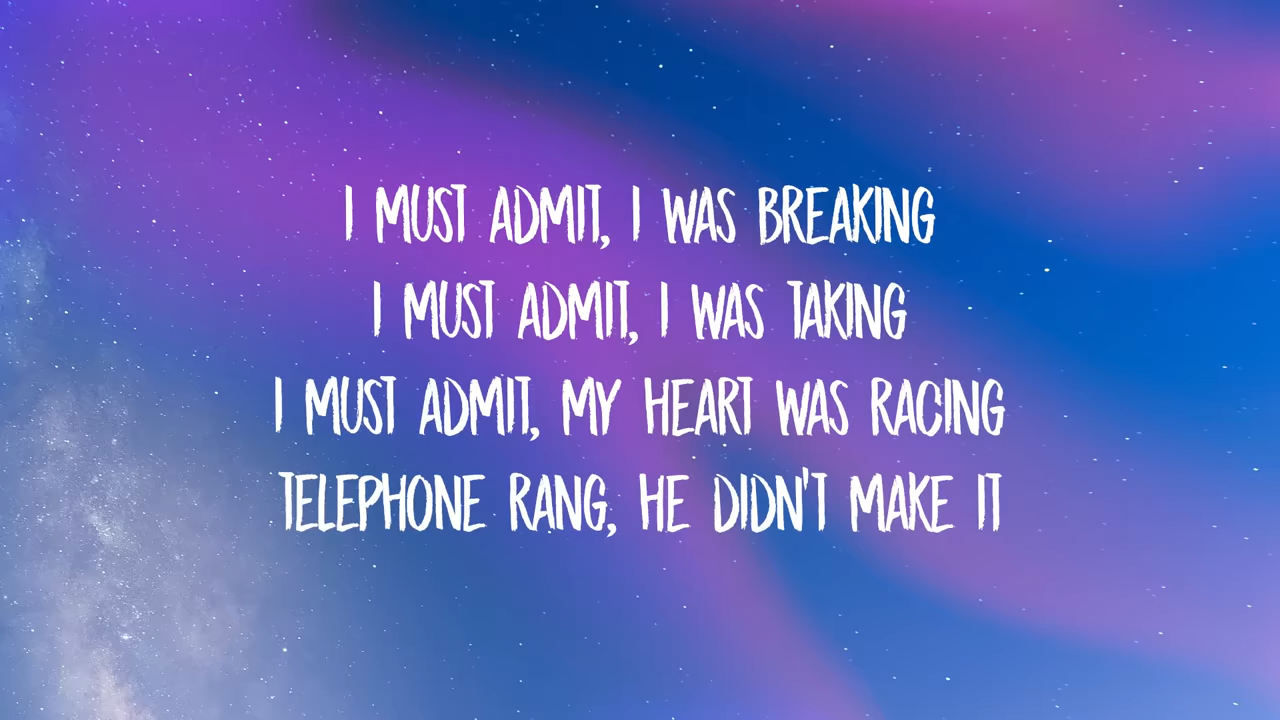 I MUST ADMIT, I WAS BREAKING
I MUST ADMIT, I WAS TAKING
I MUST ADMIT, MY HEART WAS RACING
TELEPHONE RANG, HE DIDN'T MAKE IT